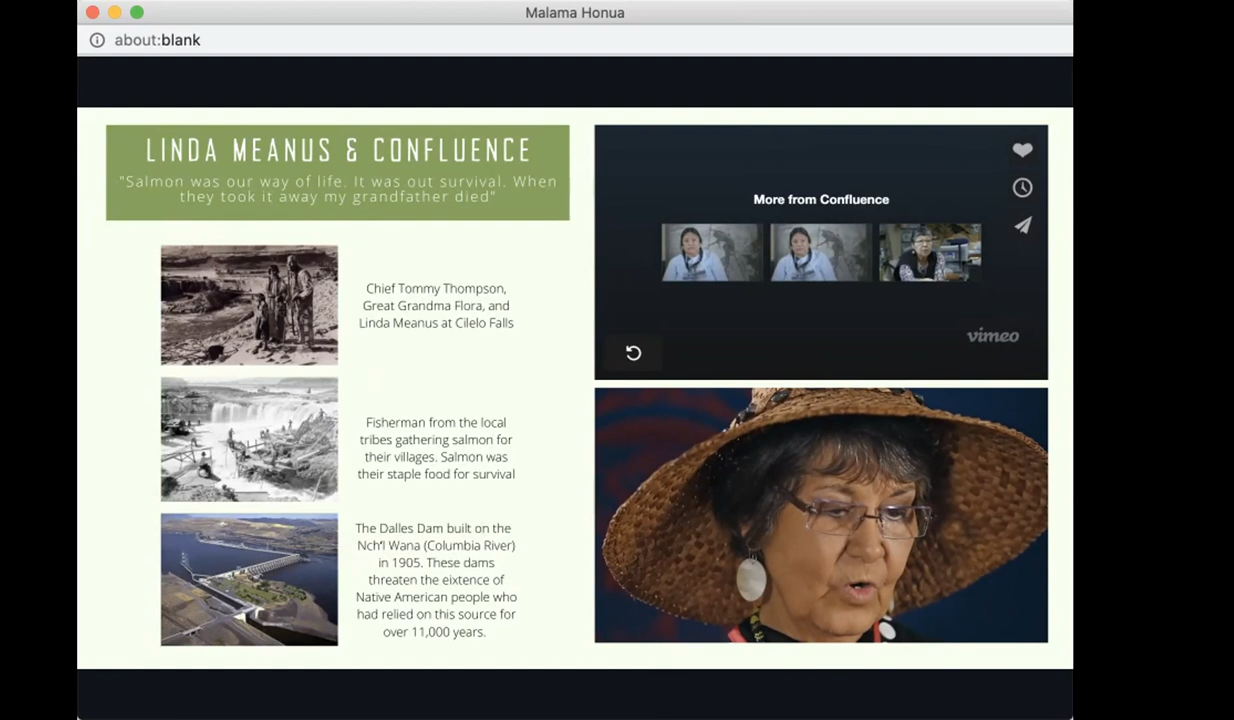 Malama Honua
about:blank
LINDA MEANUS & CONFLUENCE
"Salmon was our way of life. It was out survival. When
they took it away my grandfather died"
Chief Tommy Thompson,
Great Grandma Flora, and
Linda Meanus at Cilelo Falls
Fisherman from the local
tribes gathering salmon for
their villages. Salmon was
their staple food for survival
The Dalles Dam built on the
Nch'l Wana (Columbia River)
in 1905. These dams
threaten the eixtence of
Native American people who
had relied on this source for
over 11,000 years.
More from Confluence
vimeo